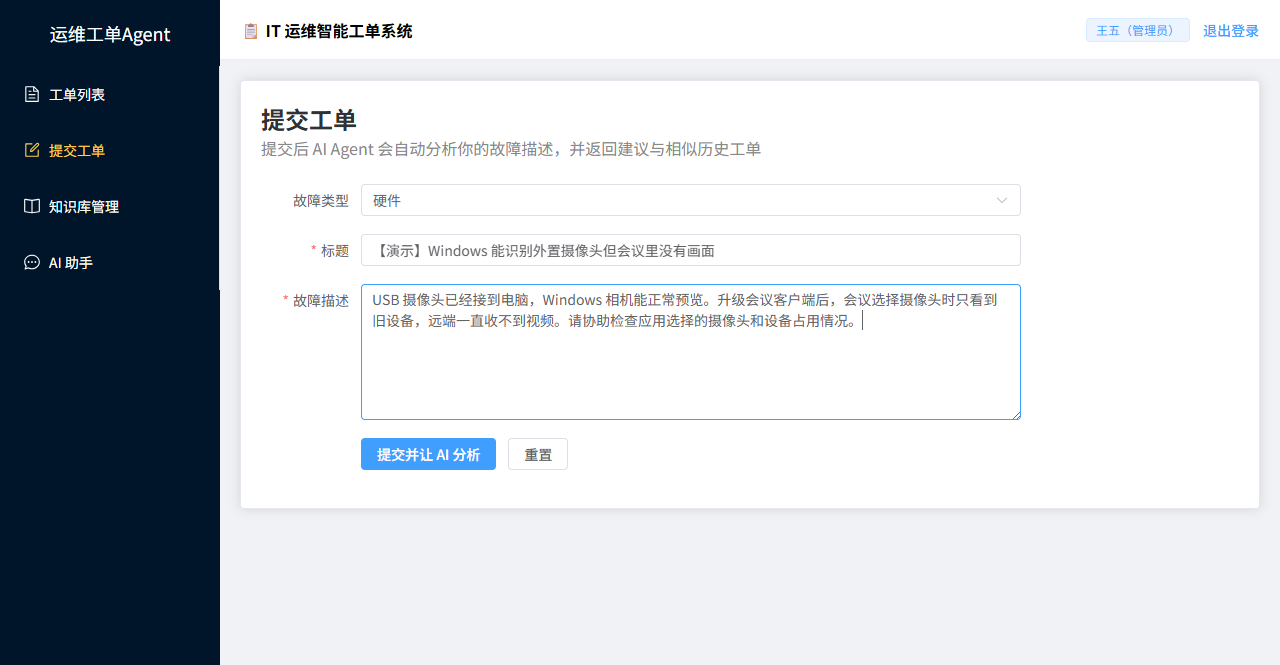 运维工单Agent
工单列表
提交工单
知识库管理
AI 助手
IT 运维智能工单系统
王五（管理员）
退出登录
提交工单
提交后 AI Agent 会自动分析你的故障描述，并返回建议与相似历史工单
故障类型
硬件
* 标题
【演示】Windows 能识别外置摄像头但会议里没有画面
* 故障描述
USB 摄像头已经接到电脑，Windows 相机能正常预览。升级会议客户端后，会议选择摄像头时只看到
旧设备，远端一直收不到视频。请协助检查应用选择的摄像头和设备占用情况。
提交并让 AI 分析
重置